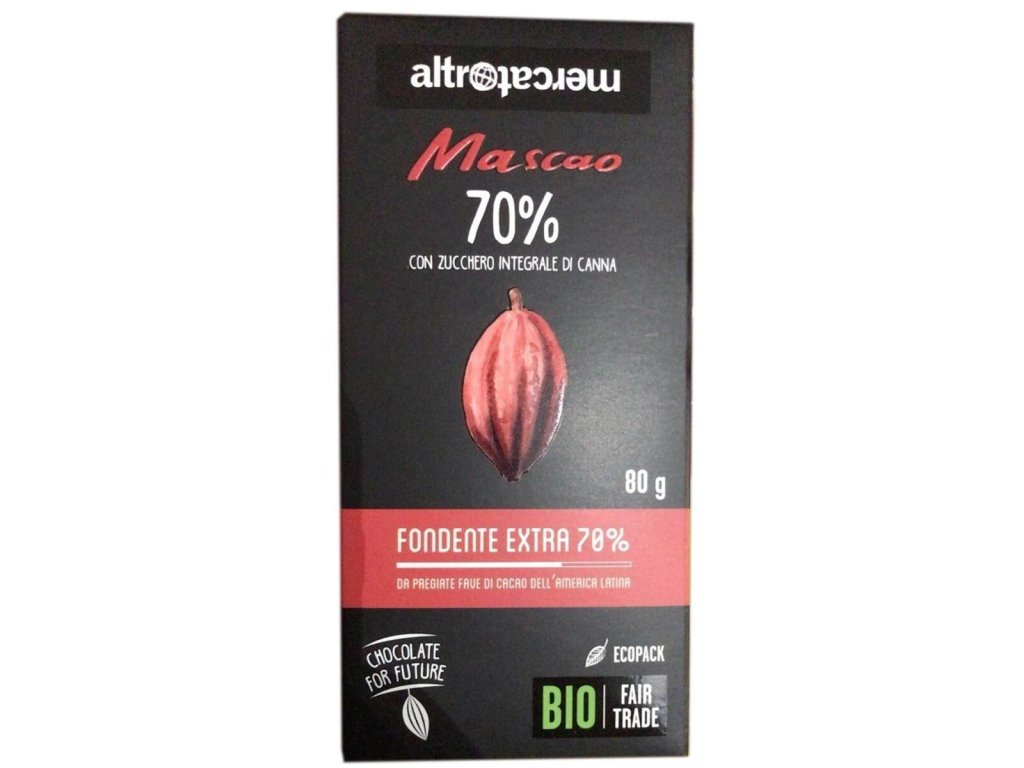 altromercato
Mascao
70%
CON ZUCCHERO INTEGRALE DI CANNA
80 g
FONDENTE EXTRA 70%
DA PREGIATE FAVE DI CACAO DELL'AMERICA LATINA
CHOCOLATE
FOR FUTURE
ECOPACK
BIO
FAIR
TRADE